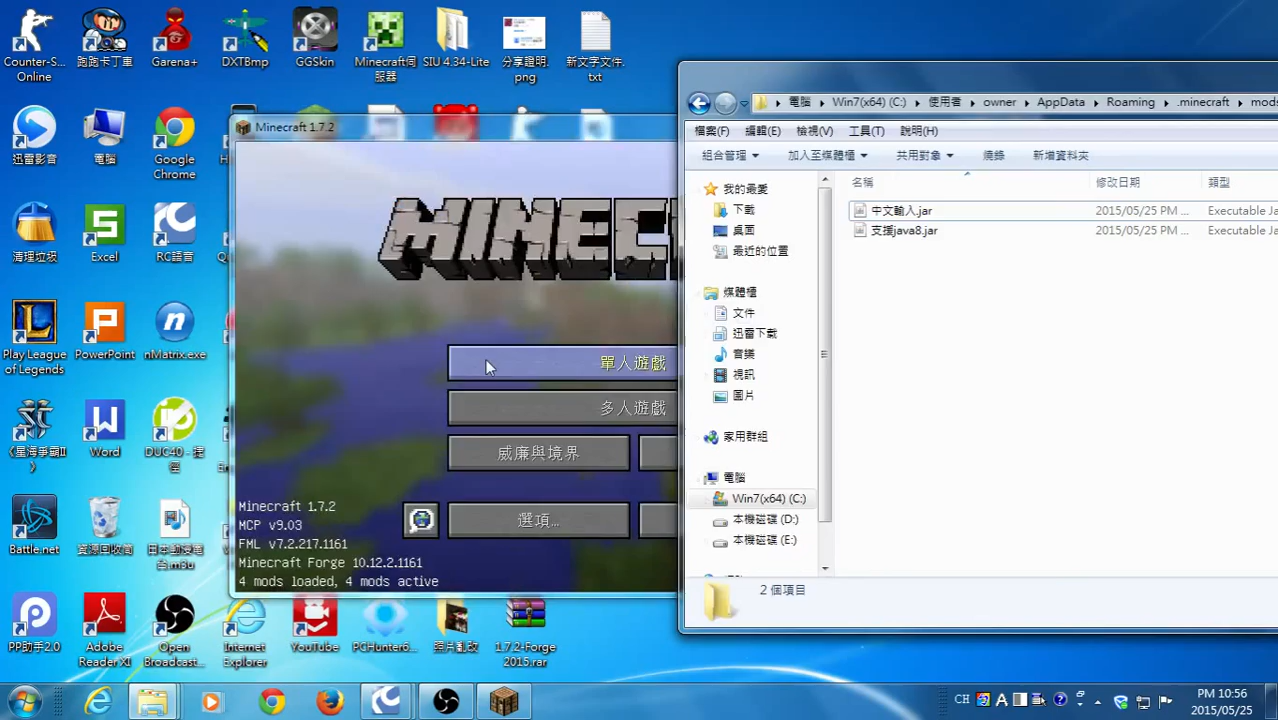 Counter-S... Online
跑跑卡丁車
Garena+
DXTBmp
GGSkin
Minecraft伺服器
SIU 4.34-Lite
分享證明.png
新文字文件.txt
迅雷影音
電腦
Google Chrome
清理垃圾
Excel
RC語音
Play League of Legends
PowerPoint
nMatrix.exe
Word
Battle.net
資源回收筒
PP助手2.0
Adobe Reader XI
Open Broadcast...
Internet Explorer
YouTube
照片亂改
1.7.2-Forge 2015.rar
Minecraft 1.7.2
單人遊戲
多人遊戲
威廉與境界
選項...
Minecraft 1.7.2
MCP v9.03
FML v7.2.217.1161
Minecraft Forge 10.12.2.1161
4 mods loaded, 4 mods active
電腦 Win7(x64) (C:) 使用者 owner AppData Roaming .minecraft mods
檔案(F) 編輯(E) 檢視(V) 工具(T) 說明(H)
組合管理 加入至媒體櫃 共用對象 燒錄 新增資料夾
名稱 修改日期 類型
中文輸入.jar 2015/05/25 PM ... Executable Ja
支援java8.jar 2015/05/25 PM ... Executable Ja
我的最愛
下載
桌面
最近的位置
媒體櫃
文件
迅雷下載
音樂
視訊
圖片
家用群組
電腦
Win7(x64) (C:)
本機磁碟 (D:)
本機磁碟 (E:)
2 個項目
CH
PM 10:56
2015/05/25